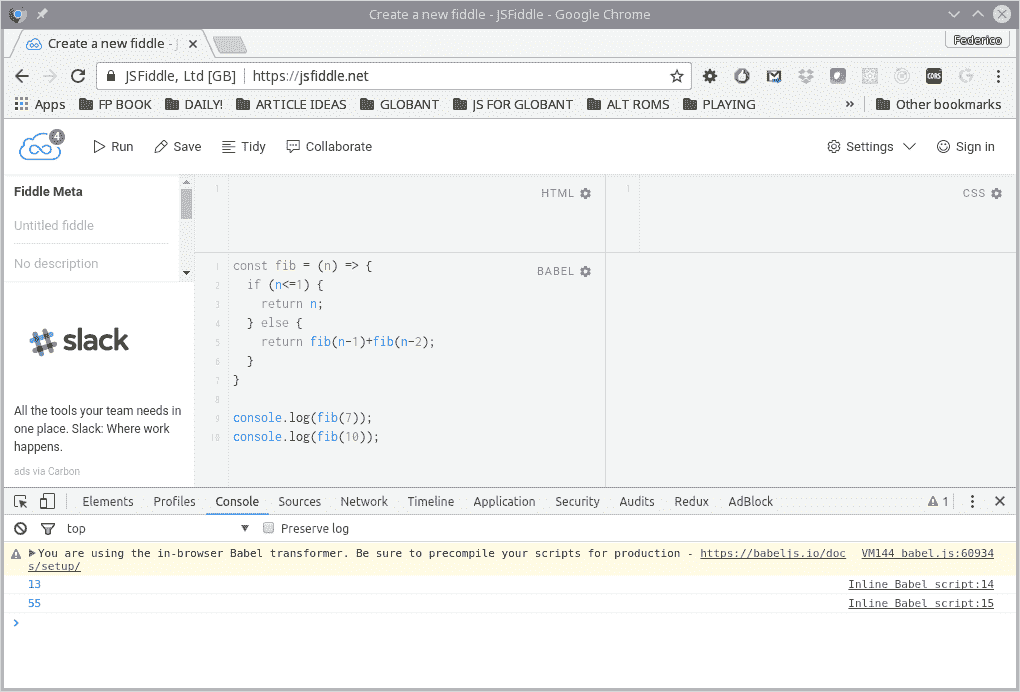 Create a new fiddle - JSFiddle - Google Chrome
Create a new fiddle - J
Federico
JSFiddle, Ltd [GB] https://jsfiddle.net
CORS
Apps FP BOOK DAILY! ARTICLE IDEAS GLOBANT JS FOR GLOBANT ALT ROMS PLAYING » Other bookmarks
4
Run Save Tidy Collaborate Settings Sign in
Fiddle Meta
Untitled fiddle
No description
slack
All the tools your team needs in
one place. Slack: Where work
happens.
ads via Carbon
1
HTML
1
CSS
BABEL
1 const fib = (n) => {
2 if (n<=1) {
3 return n;
4 } else {
5 return fib(n-1)+fib(n-2);
6 }
7 }
8
9 console.log(fib(7));
10 console.log(fib(10));
Elements Profiles Console Sources Network Timeline Application Security Audits Redux AdBlock 1
top Preserve log
You are using the in-browser Babel transformer. Be sure to precompile your scripts for production - https://babeljs.io/doc VM144 babel.js:60934
s/setup/
13 Inline Babel script:14
55 Inline Babel script:15
>